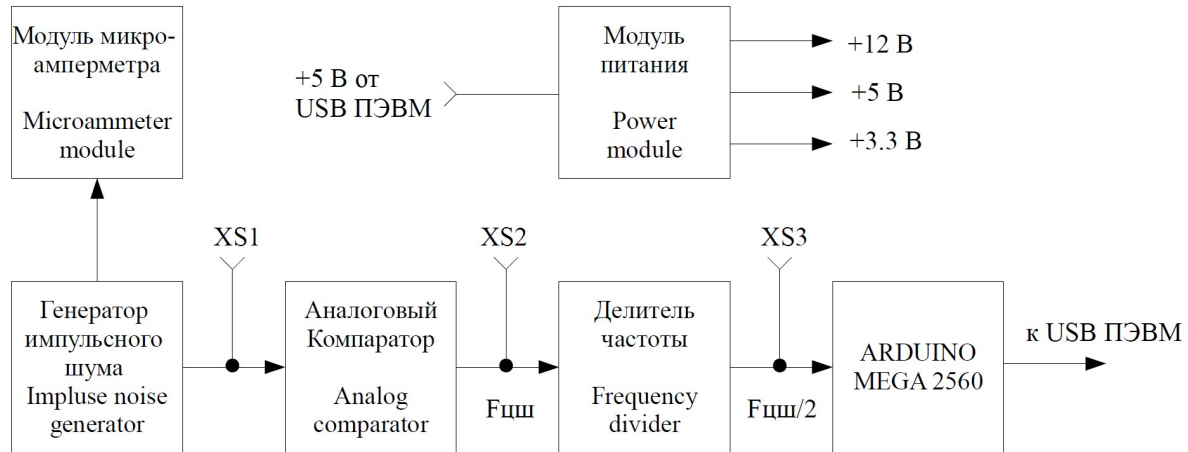 Модуль микро-
амперметра
Microammeter
module
+5 В от
USB ПЭВМ
Модуль
питания
Power
module
+12 В
+5 В
+3.3 В
XS1
XS2
XS3
Генератор
импульсного
шума
Impluse noise
generator
Аналоговый
Компаратор
Analog
comparator
Fцш
Делитель
частоты
Frequency
divider
Fцш/2
ARDUINO
MEGA 2560
к USB ПЭВМ